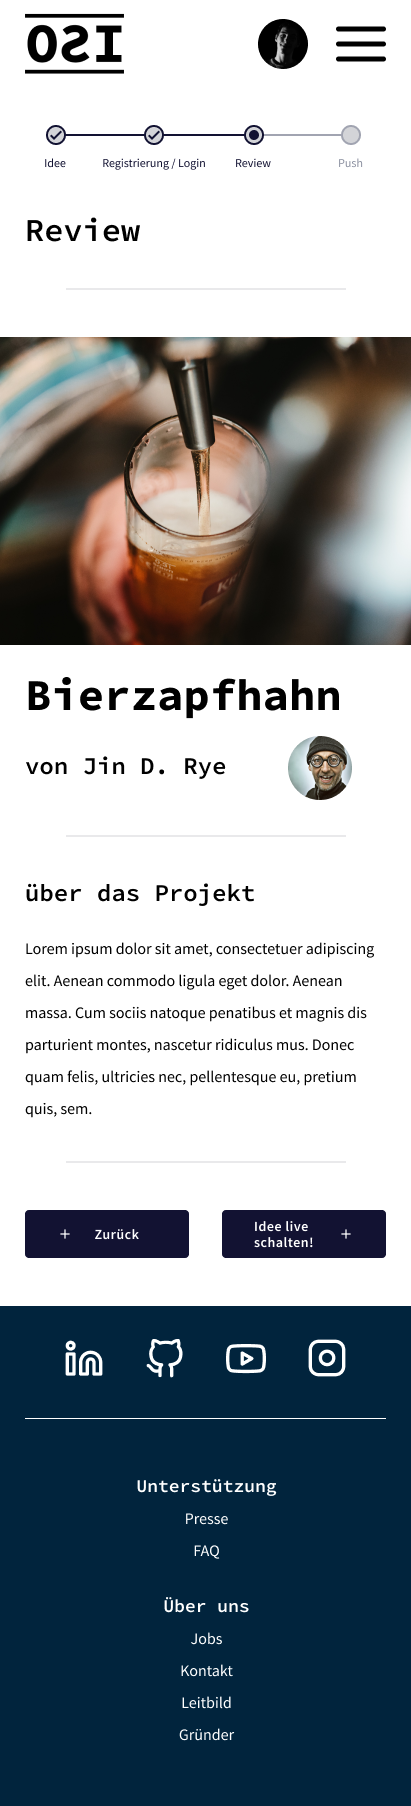 OSI
Idee
Registrierung / Login
Review
Push
Review
Bierzapfhahn
von Jin D. Rye
über das Projekt
Lorem ipsum dolor sit amet, consectetuer adipiscing
elit. Aenean commodo ligula eget dolor. Aenean
massa. Cum sociis natoque penatibus et magnis dis
parturient montes, nascetur ridiculus mus. Donec
quam felis, ultricies nec, pellentesque eu, pretium
quis, sem.
+ Zurück
Idee live
schalten! +
in
Unterstützung
Presse
FAQ
Über uns
Jobs
Kontakt
Leitbild
Gründer